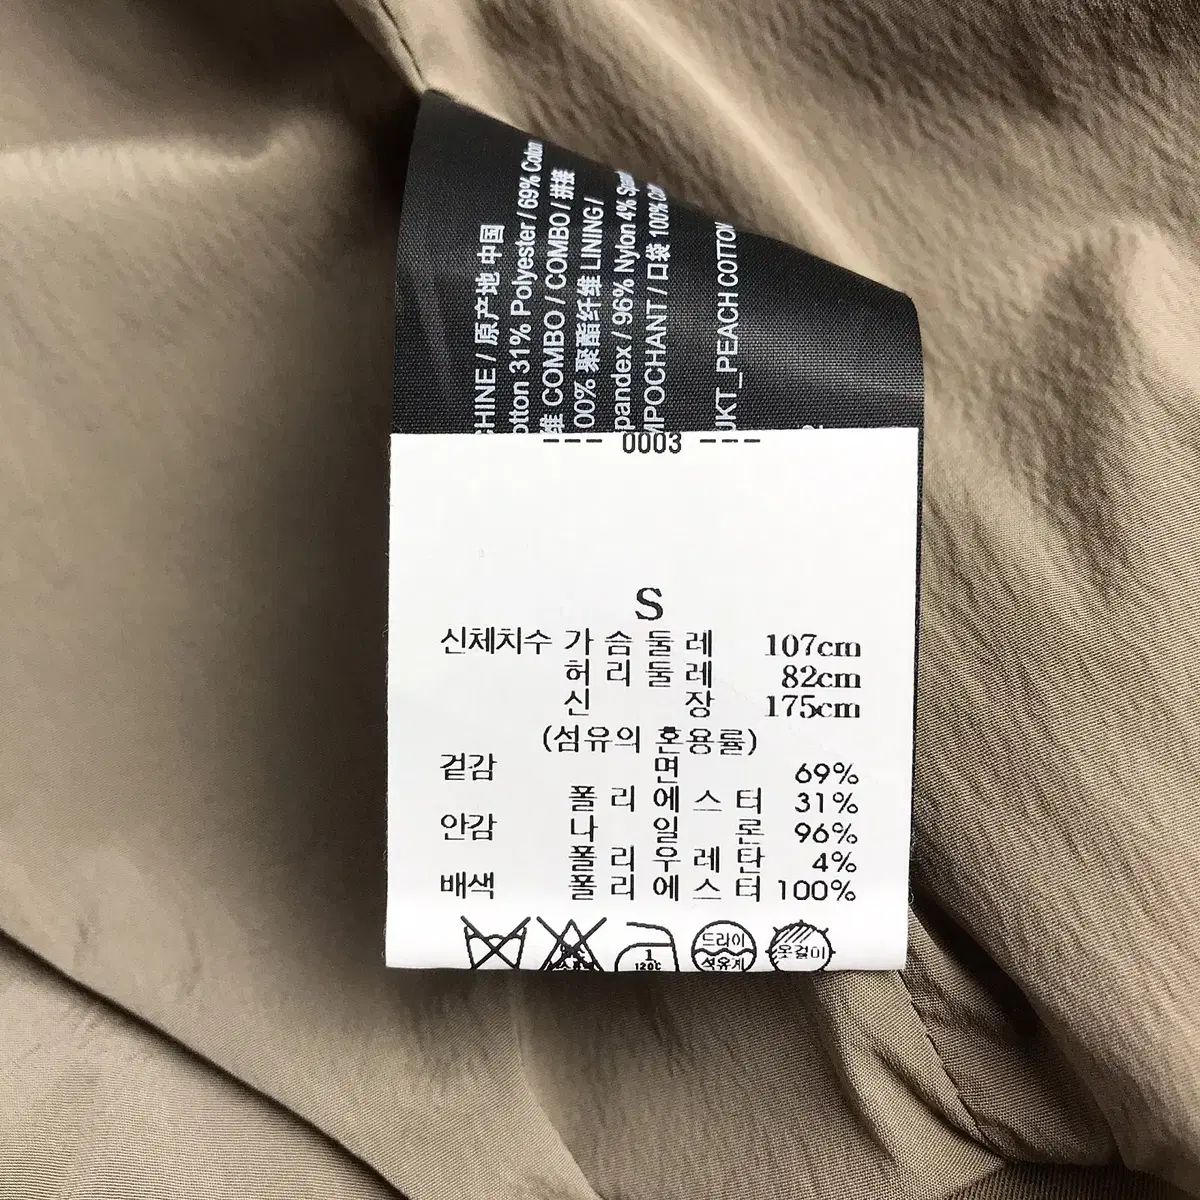 CHINE / 原产地 中国
otton 31% Polyester / 69% Cotton
维 COMBO / COMBO / 拼接
00% 聚酯纤维 LINING /
pandex / 96% Nylon 4%
MPOCHANT / 口袋 100%
UKT_PEACH COTTON
--- 0003 ---
S
신체치수 가슴둘레 107cm
허리둘레 82cm
신장 175cm
(섬유의 혼용률)
겉감 면 69%
폴리에스터 31%
안감 나일론 96%
폴리우레탄 4%
배색 폴리에스터 100%
1
120℃
드라이
석유계
옷걸이